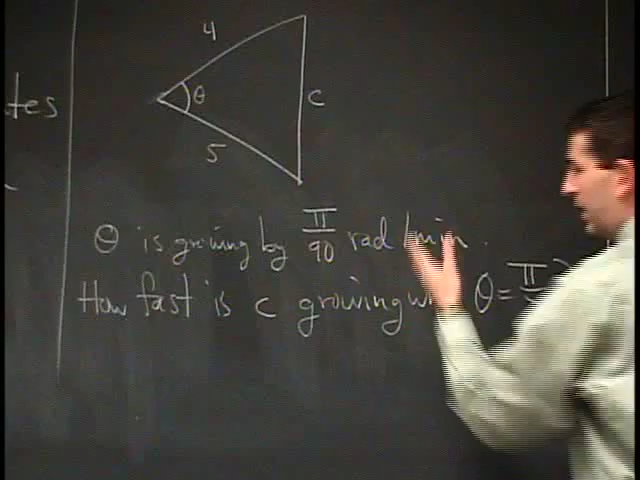 tes
4
θ
c
5
θ is growing by π/90 rad/min.
How fast is c growing θ = π